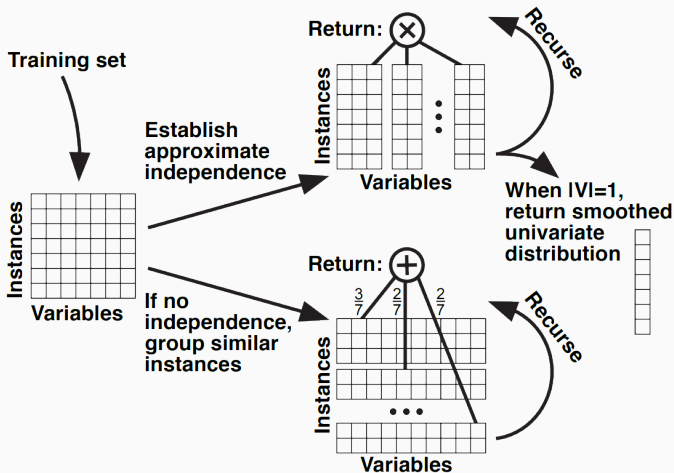 Training set
Instances
Variables
Establish
approximate
independence
If no
independence,
group similar
instances
Return: ×
Instances
Variables
Recurse
When |V|=1,
return smoothed
univariate
distribution
Return: +
3/7 2/7 2/7
Instances
Variables
Recurse